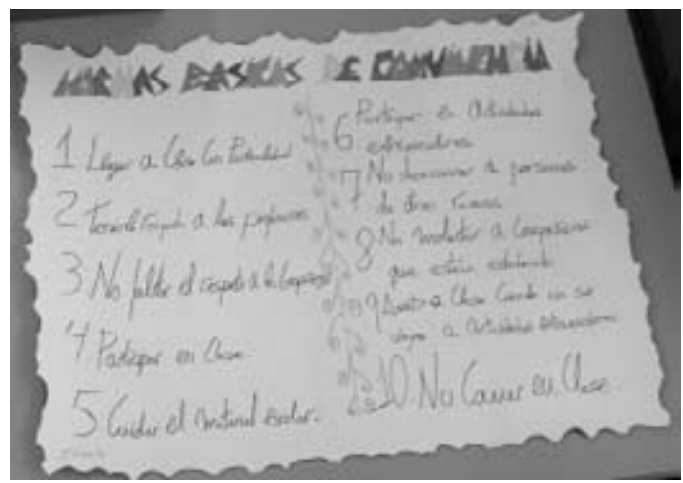 NORMAS BASICAS DE CONVIVENCIA
1 Llegar a Clase Con Puntualidad
2 Tener respeto a los profesores
3 No faltar el respeto a los Compañeros
4 Participar en Clase
5 Cuidar el material escolar.
6 Participar en Actividades
extraescolares
7 No discriminar a personas
de otras razas
8 No molestar a Compañeros
que estén
9 a Clase Cuando no se
vaya a Actividades extraescolares
10. No Comer en Clase.